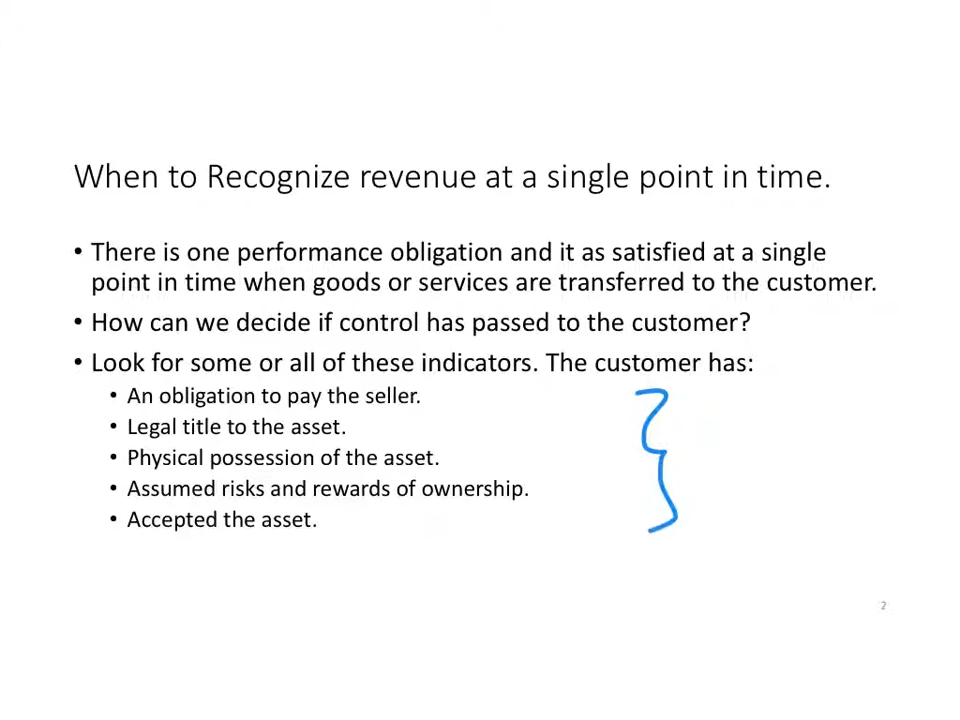 When to Recognize revenue at a single point in time.
• There is one performance obligation and it as satisfied at a single
point in time when goods or services are transferred to the customer.
• How can we decide if control has passed to the customer?
• Look for some or all of these indicators. The customer has:
• An obligation to pay the seller.
• Legal title to the asset.
• Physical possession of the asset.
• Assumed risks and rewards of ownership.
• Accepted the asset.
2